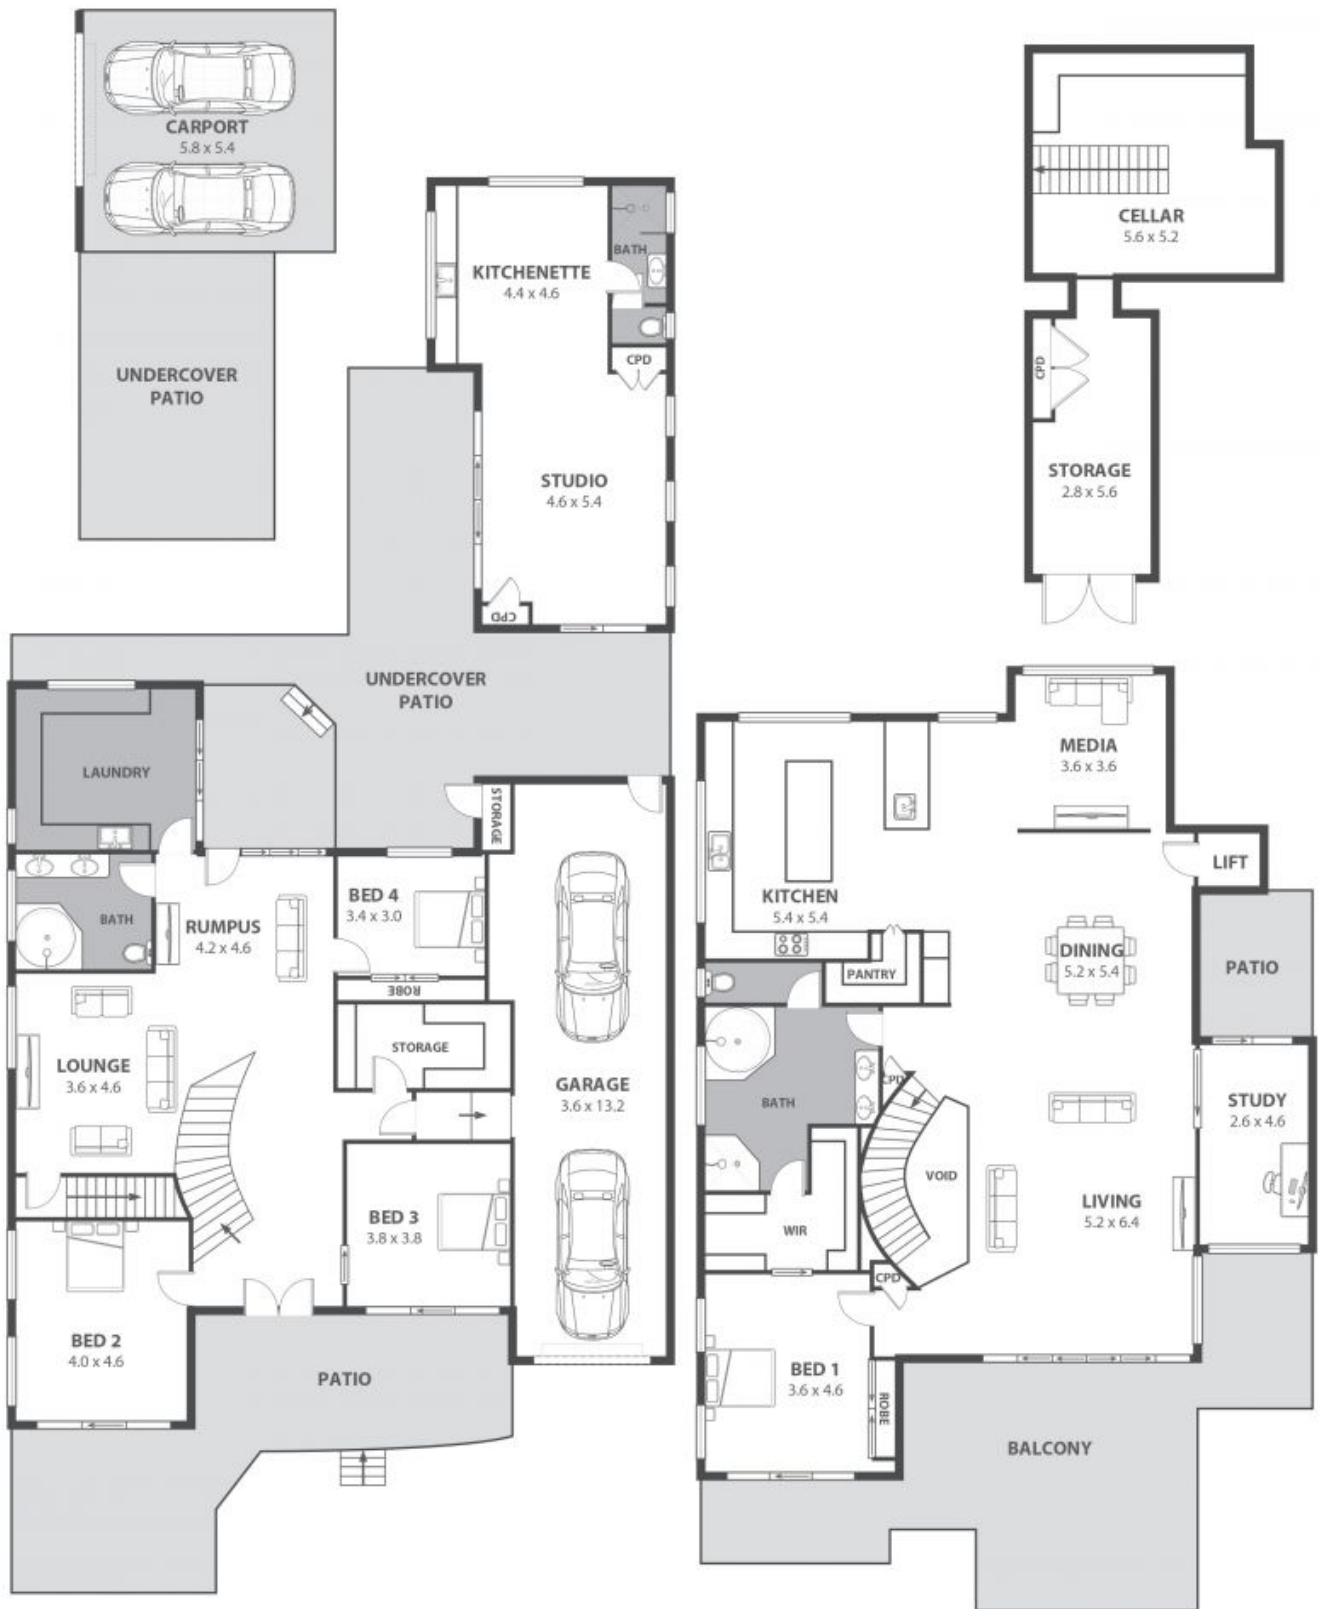 CARPORT
5.8 x 5.4
UNDERCOVER
PATIO
KITCHENETTE
4.4 x 4.6
BATH
CPD
STUDIO
4.6 x 5.4
CPD
CELLAR
5.6 x 5.2
CPD
STORAGE
2.8 x 5.6
UNDERCOVER
PATIO
LAUNDRY
STORAGE
BATH
RUMPUS
4.2 x 4.6
BED 4
3.4 x 3.0
ROBE
STORAGE
LOUNGE
3.6 x 4.6
GARAGE
3.6 x 13.2
BED 3
3.8 x 3.8
BED 2
4.0 x 4.6
PATIO
MEDIA
3.6 x 3.6
LIFT
KITCHEN
5.4 x 5.4
PANTRY
DINING
5.2 x 5.4
PATIO
CPD
BATH
STUDY
2.6 x 4.6
VOID
LIVING
5.2 x 6.4
WIR
CPD
BED 1
3.6 x 4.6
ROBE
BALCONY